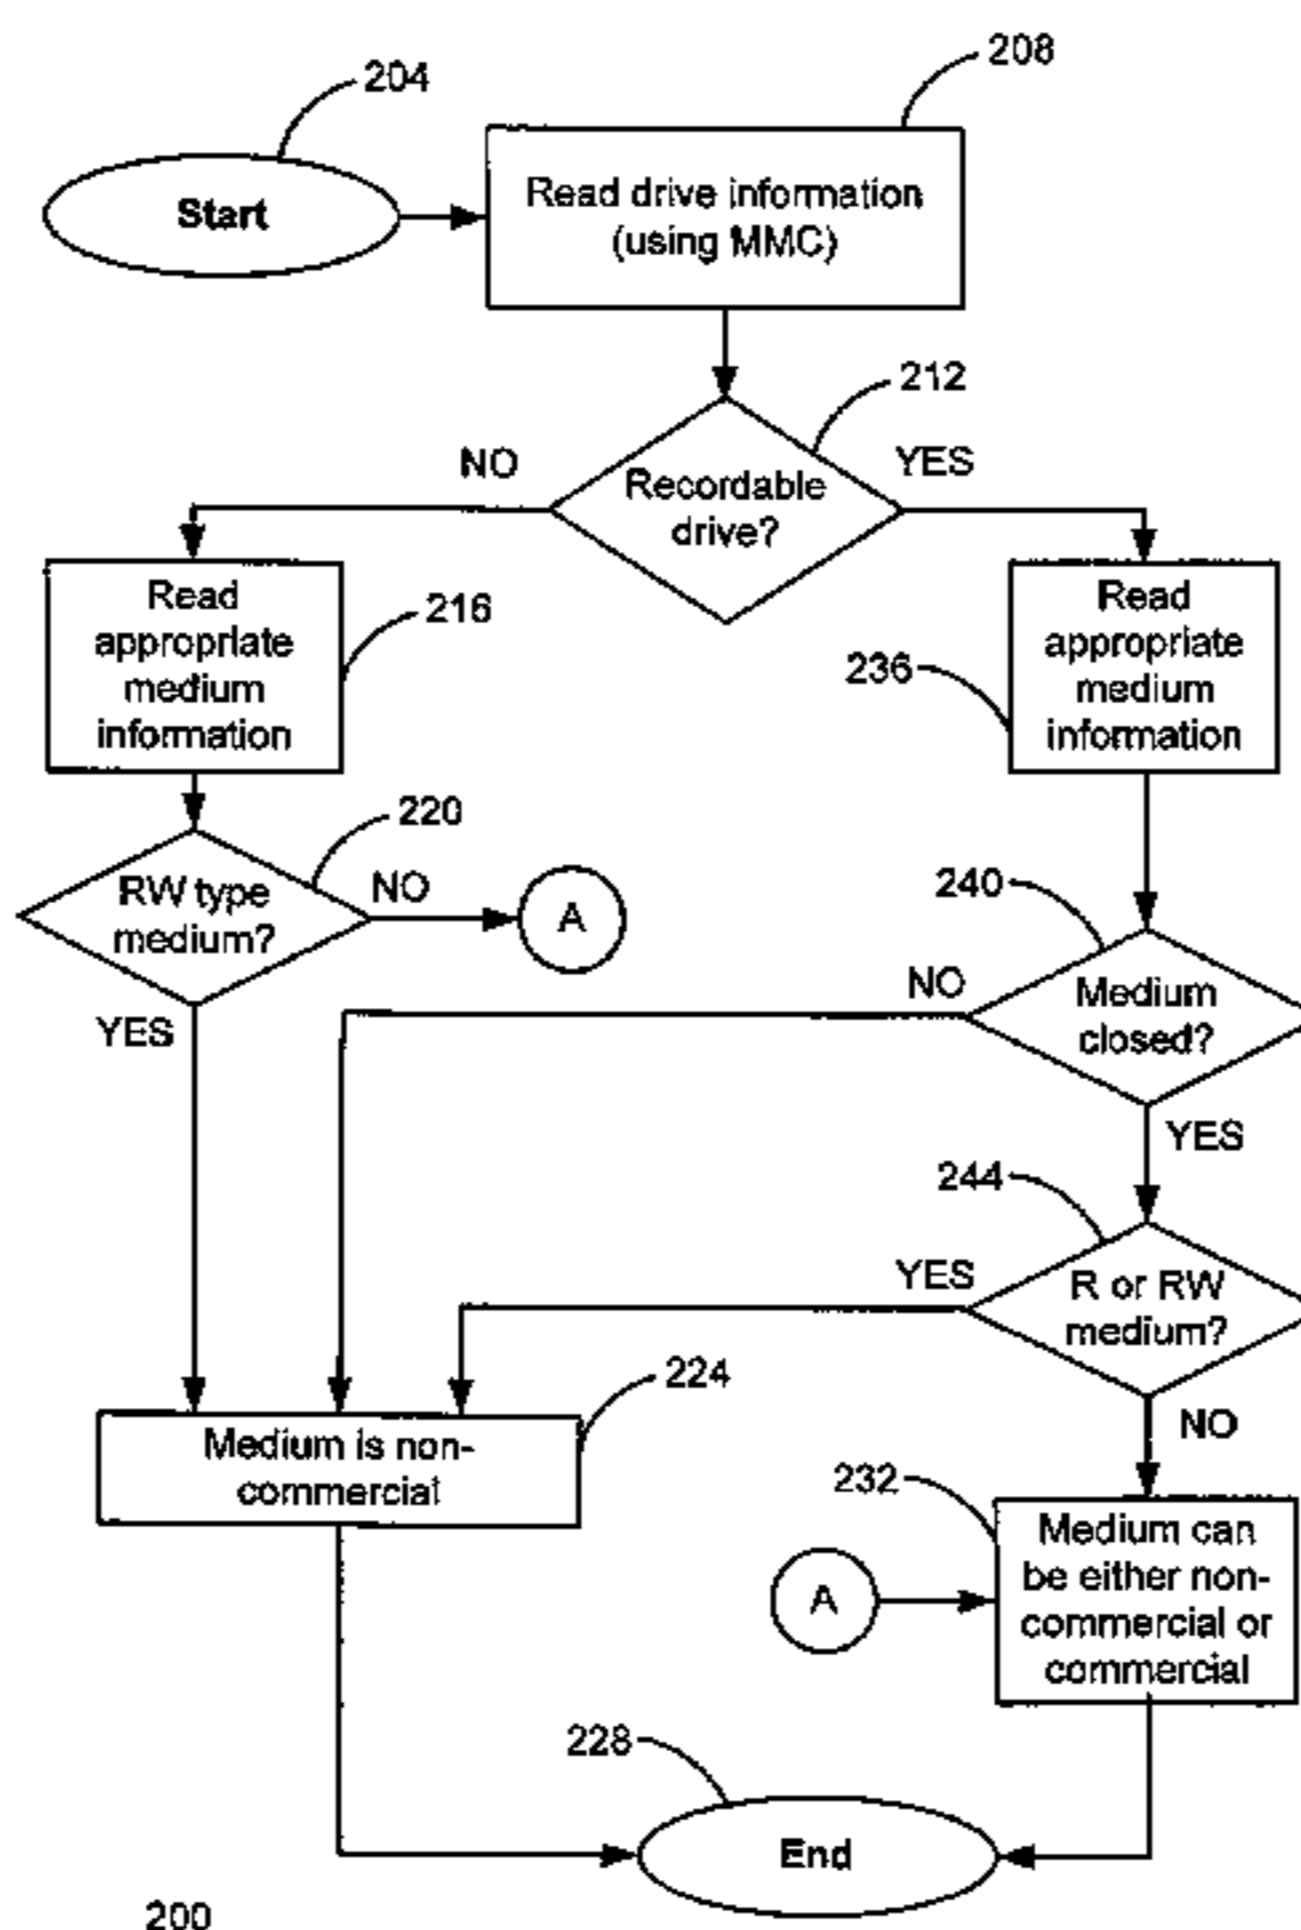 208
204
Start
Read drive information
(using MMC)
212
NO
YES
Recordable
drive?
Read
appropriate
medium
information
216
236
Read
appropriate
medium
information
220
RW type
medium?
NO
A
YES
240
NO
Medium
closed?
YES
244
YES
R or RW
medium?
NO
224
Medium is non-
commercial
232
Medium can
be either non-
commercial or
commercial
A
228
End
200